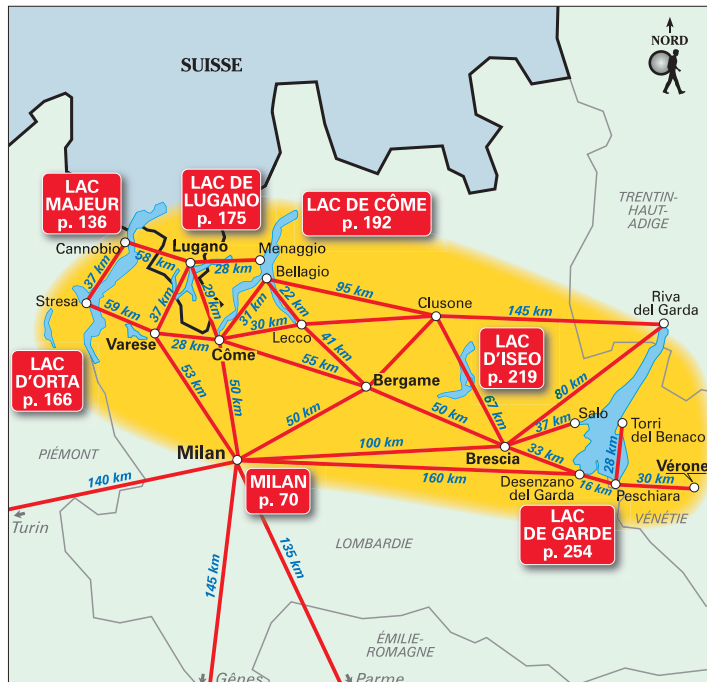 NORD
SUISSE
LAC
MAJEUR
p. 136
LAC DE
LUGANO
p. 175
LAC DE CÔME
p. 192
TRENTIN-
HAUT-
ADIGE
Cannobio
58 km
Lugano
28 km
Menaggio
Bellagio
37 km
Stresa
59 km
37 km
29 km
31 km
22 km
95 km
Clusone
145 km
Riva
del Garda
Varese
28 km
Côme
30 km
Lecco
41 km
LAC
D'ORTA
p. 166
53 km
50 km
55 km
Bergame
LAC
D'ISEO
p. 219
67 km
80 km
50 km
50 km
31 km
Salo
Torri
del Benaco
PIÉMONT
Milan
100 km
Brescia
33 km
28 km
Vérone
160 km
Desenzano
del Garda
16 km
30 km
Peschiara
140 km
Turin
MILAN
p. 70
LAC
DE GARDE
p. 254
VÉNÉTIE
LOMBARDIE
145 km
135 km
ÉMILIE-
ROMAGNE
Gênes
Parme